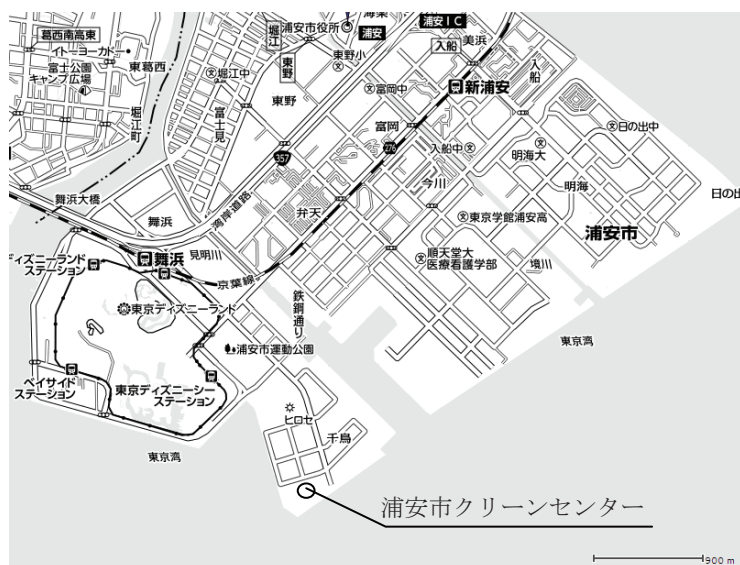 葛西南高東
イトーヨーカドー
富士公園
キャンプ広場
東葛西
堀江町
堀江
浦安市役所
海楽
浦安
浦安IC
入船
美浜
東野小
東野
堀江中
富士見
東野
富岡中
新浦安
入船
富岡
276
入船中
日の出中
明海大
明海
日の出
357
今川
弁天
東京学館浦安高
浦安市
舞浜大橋
舞浜
湾岸道路
見明川
順天堂大
医療看護学部
境川
ディズニーランド
ステーション
舞浜
京葉線
鉄鋼通り
東京ディズニーランド
浦安市運動公園
東京湾
ベイサイド
ステーション
東京ディズニーシー
ステーション
ヒロセ
千鳥
東京湾
浦安市クリーンセンター
900 m